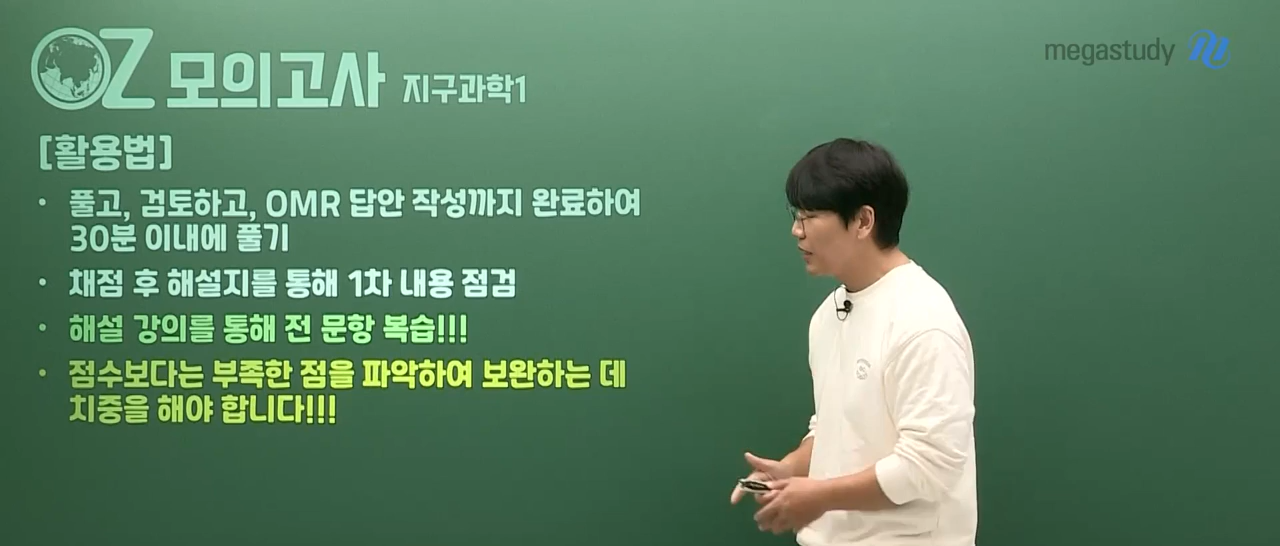 OZ 모의고사 지구과학1
megastudy
[활용법]
• 풀고, 검토하고, OMR 답안 작성까지 완료하여
30분 이내에 풀기
• 채점 후 해설지를 통해 1차 내용 점검
• 해설 강의를 통해 전 문항 복습!!!
• 점수보다는 부족한 점을 파악하여 보완하는 데
치중을 해야 합니다!!!